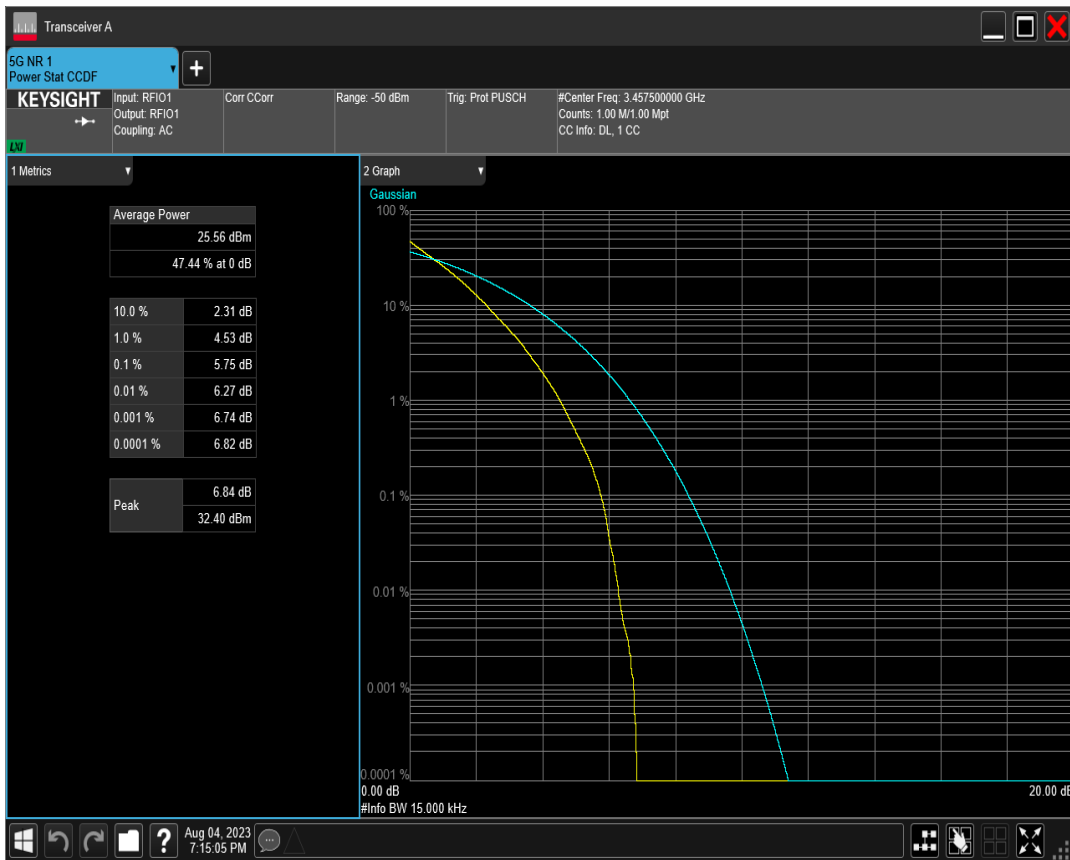 Transceiver A
5G NR 1
Power Stat CCDF
+
KEYSIGHT
LXI
Input: RFIO1
Output: RFIO1
Coupling: AC
Corr CCorr
Range: -50 dBm
Trig: Prot PUSCH
#Center Freq: 3.457500000 GHz
Counts: 1.00 M/1.00 Mpt
CC Info: DL, 1 CC
1 Metrics
Average Power
25.56 dBm
47.44 % at 0 dB
10.0 % 2.31 dB
1.0 % 4.53 dB
0.1 % 5.75 dB
0.01 % 6.27 dB
0.001 % 6.74 dB
0.0001 % 6.82 dB
Peak
6.84 dB
32.40 dBm
2 Graph
Gaussian
100 %
10 %
1 %
0.1 %
0.01 %
0.001 %
0.0001 %
0.00 dB 20.00 dB
#Info BW 15.000 kHz
?
Aug 04, 2023
7:15:05 PM